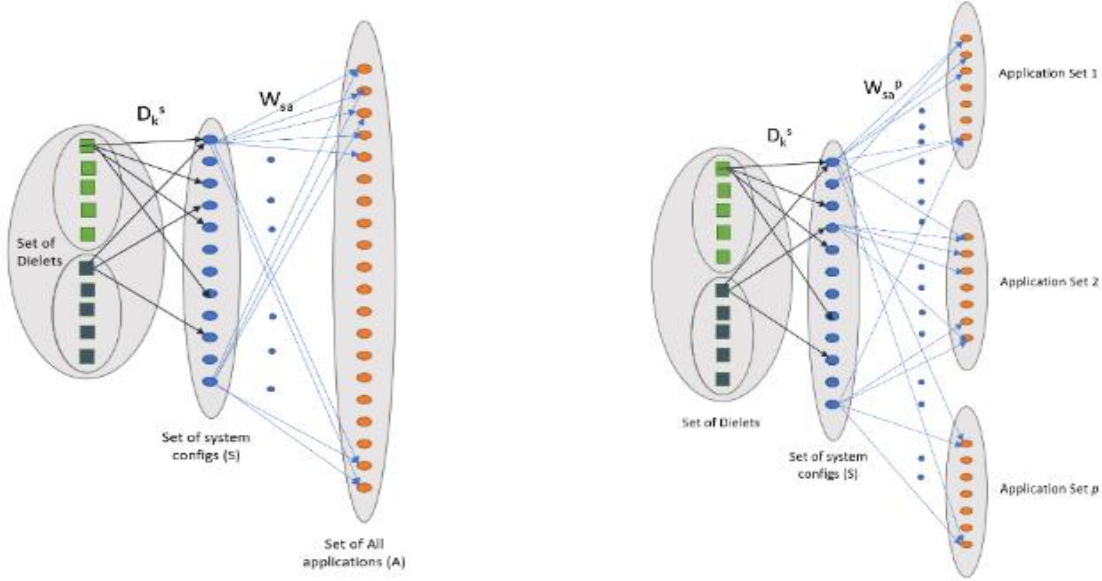 D_k^s
W_sa
Set of
Dielets
Set of system
configs (S)
Set of All
applications (A)
D_k^s
W_sa^p
Application Set 1
Application Set 2
Application Set p
Set of Dielets
Set of system
configs (S)